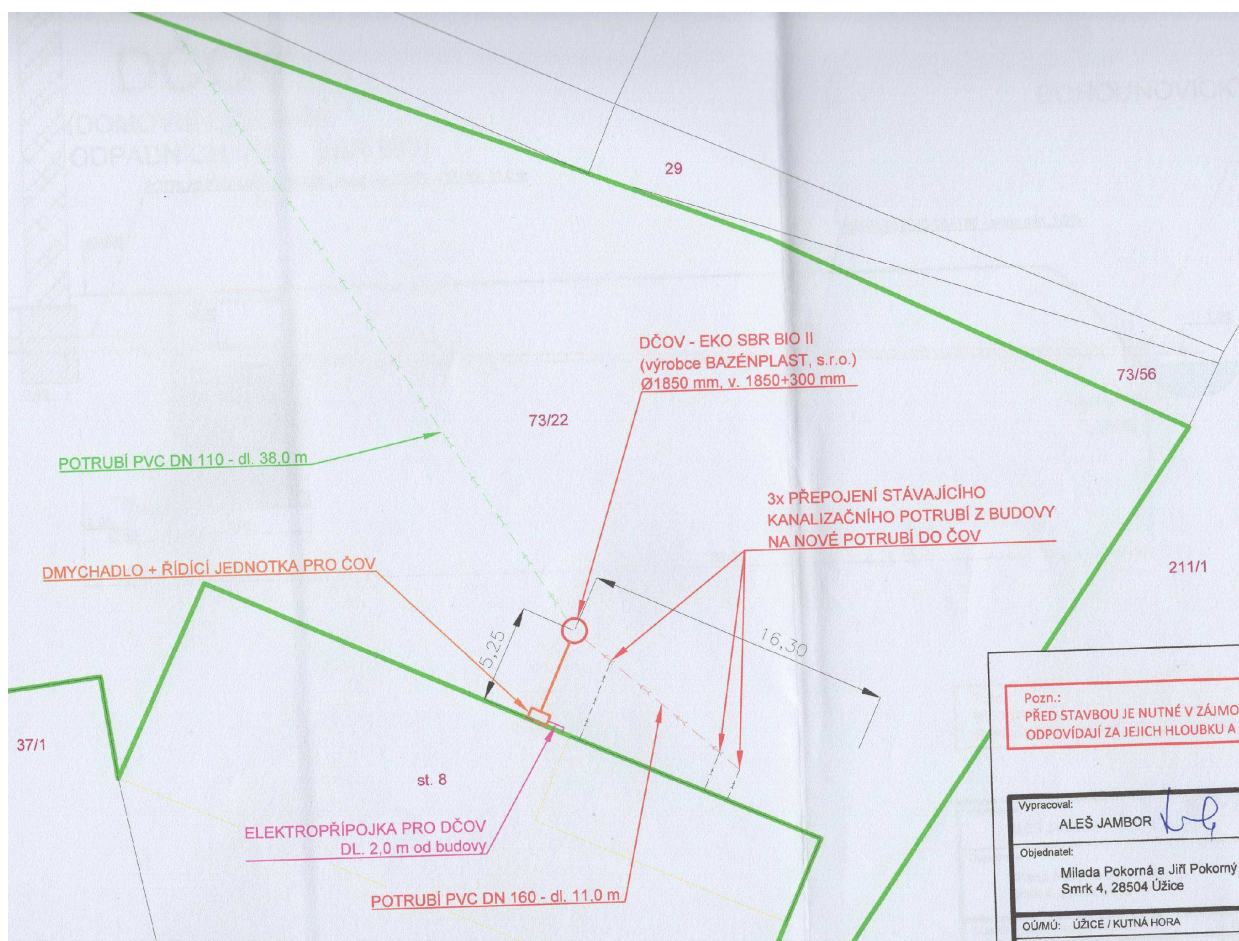 29
DČOV - EKO SBR BIO II
(výrobce BAZÉNPLAST, s.r.o.)
Ø1850 mm, v. 1850+300 mm
73/56
73/22
POTRUBÍ PVC DN 110 - dl. 38,0 m
3x PŘEPOJENÍ STÁVAJÍCÍHO
KANALIZAČNÍHO POTRUBÍ Z BUDOVY
NA NOVÉ POTRUBÍ DO ČOV
DMYCHADLO + ŘÍDÍCÍ JEDNOTKA PRO ČOV
211/1
5,25
16,30
37/1
st. 8
ELEKTROPŘÍPOJKA PRO DČOV
DL. 2,0 m od budovy
POTRUBÍ PVC DN 160 - dl. 11,0 m
Pozn.:
PŘED STAVBOU JE NUTNÉ V ZÁJMO
ODPOVÍDAJÍ ZA JEJICH HLOUBKU A
Vypracoval:
ALEŠ JAMBOR
Objednatel:
Milada Pokorná a Jiří Pokorný
Smrk 4, 28504 Úžice
OÚ/MÚ: ÚŽICE / KUTNÁ HORA